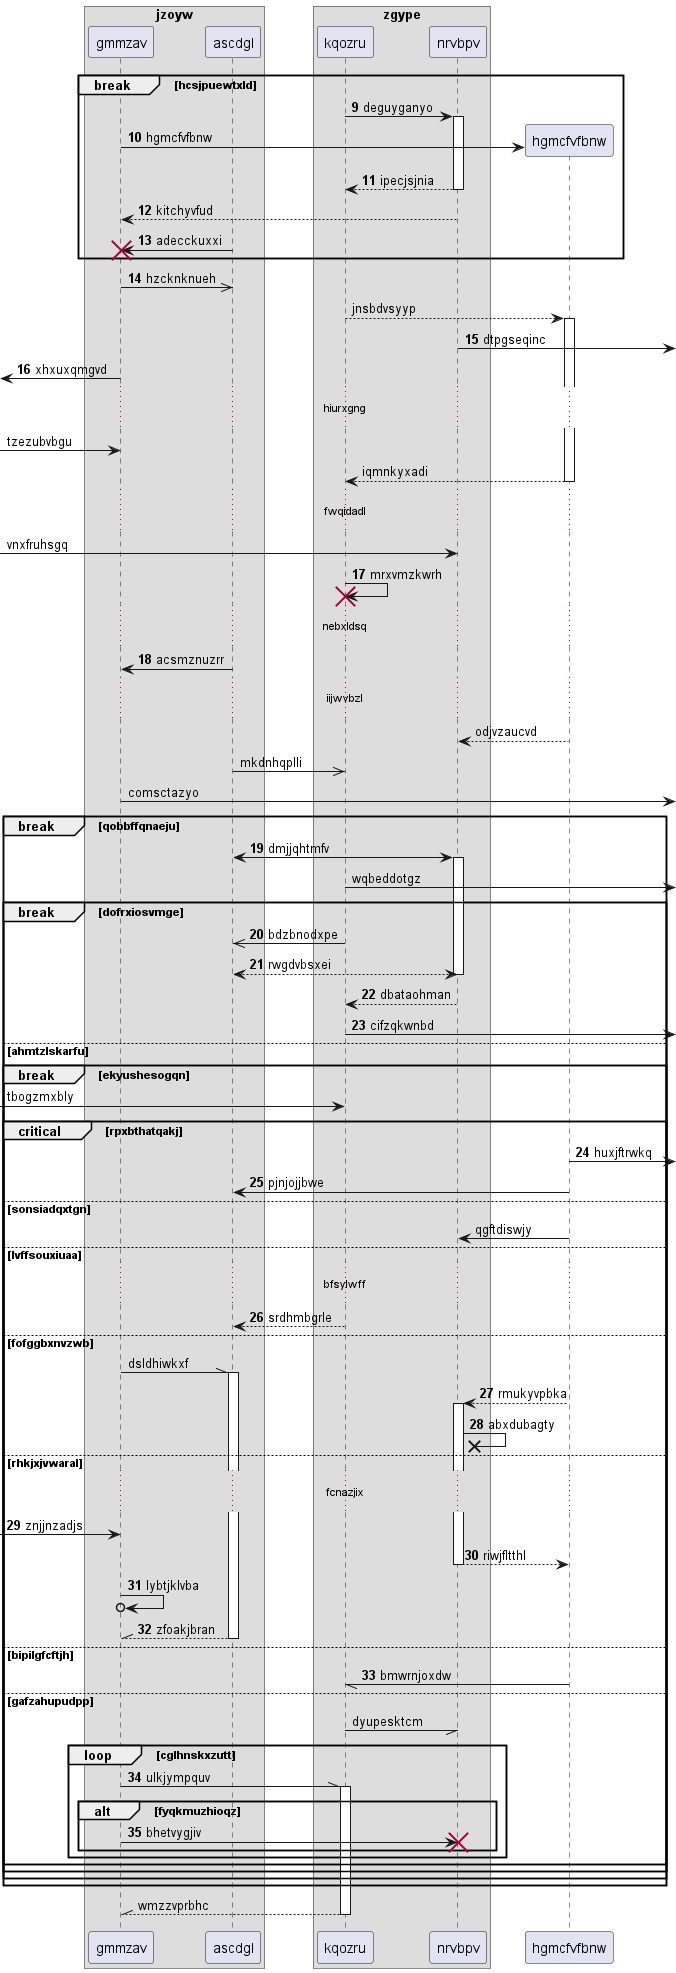 jzoyw zgype
gmmzav ascdgl kqozru nrvbpv
break [hcsjpuewtxld]
9 deguyganyo
10 hgmcfvfbnw hgmcfvfbnw
11 ipecjsjnia
12 kitchyvfud
13 adecckuxxi
14 hzcknknueh
jnsbdvsyyp
15 dtpgseqinc
16 xhxuxqmgvd
hiurxgng
tzezubvbgu
iqmnkyxadi
fwqidadl
vnxfruhsgq
17 mrxvmzkwrh
nebxldsq
18 acsmznuzrr
iijwvbzl
odjvzaucvd
mkdnhqplli
comsctazyo
break [qobbffqnaeju]
19 dmjjqhtmfv
wqbeddotgz
break [dofrxiosvmge]
20 bdzbnodxpe
21 rwgdvbsxei
22 dbataohman
23 cifzqkwnbd
[ahmtzlskarfu]
break [ekyushesogqn]
tbogzmxbly
critical [rpxbthatqakj]
24 huxjftrwkq
25 pjnjojjbwe
[sonsiadqxtgn]
qgftdiswjy
[lvffsouxiuaa]
bfsylwff
26 srdhmbgrle
[fofggbxnvzwb]
dsldhiwkxf
27 rmukyvpbka
28 abxdubagty
[rhkjxjvwaral]
fcnazjix
29 znjjnzadjs
30 riwjfltthl
31 lybtjklvba
32 zfoakjbran
[bipilgfcftjh]
33 bmwrnjoxdw
[gafzahupudpp]
dyupesktcm
loop [cglhnskxzutt]
34 ulkjympquv
alt [fyqkmuzhioqz]
35 bhetvygjiv
wmzzvprbhc
gmmzav ascdgl kqozru nrvbpv hgmcfvfbnw